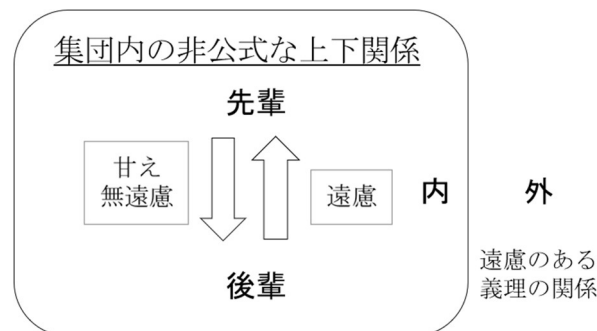 集団内の非公式な上下関係
先輩
甘え
無遠慮
遠慮
内
外
後輩
遠慮のある
義理の関係